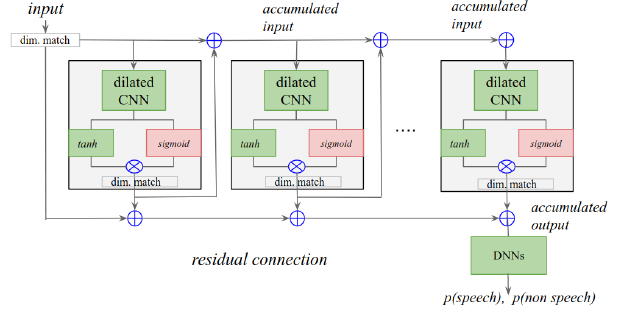 input
dim. match
accumulated
input
accumulated
input
dilated
CNN
tanh
sigmoid
dim. match
dilated
CNN
tanh
sigmoid
dim. match
....
dilated
CNN
tanh
sigmoid
dim. match
accumulated
output
residual connection
DNNs
p(speech), p(non speech)